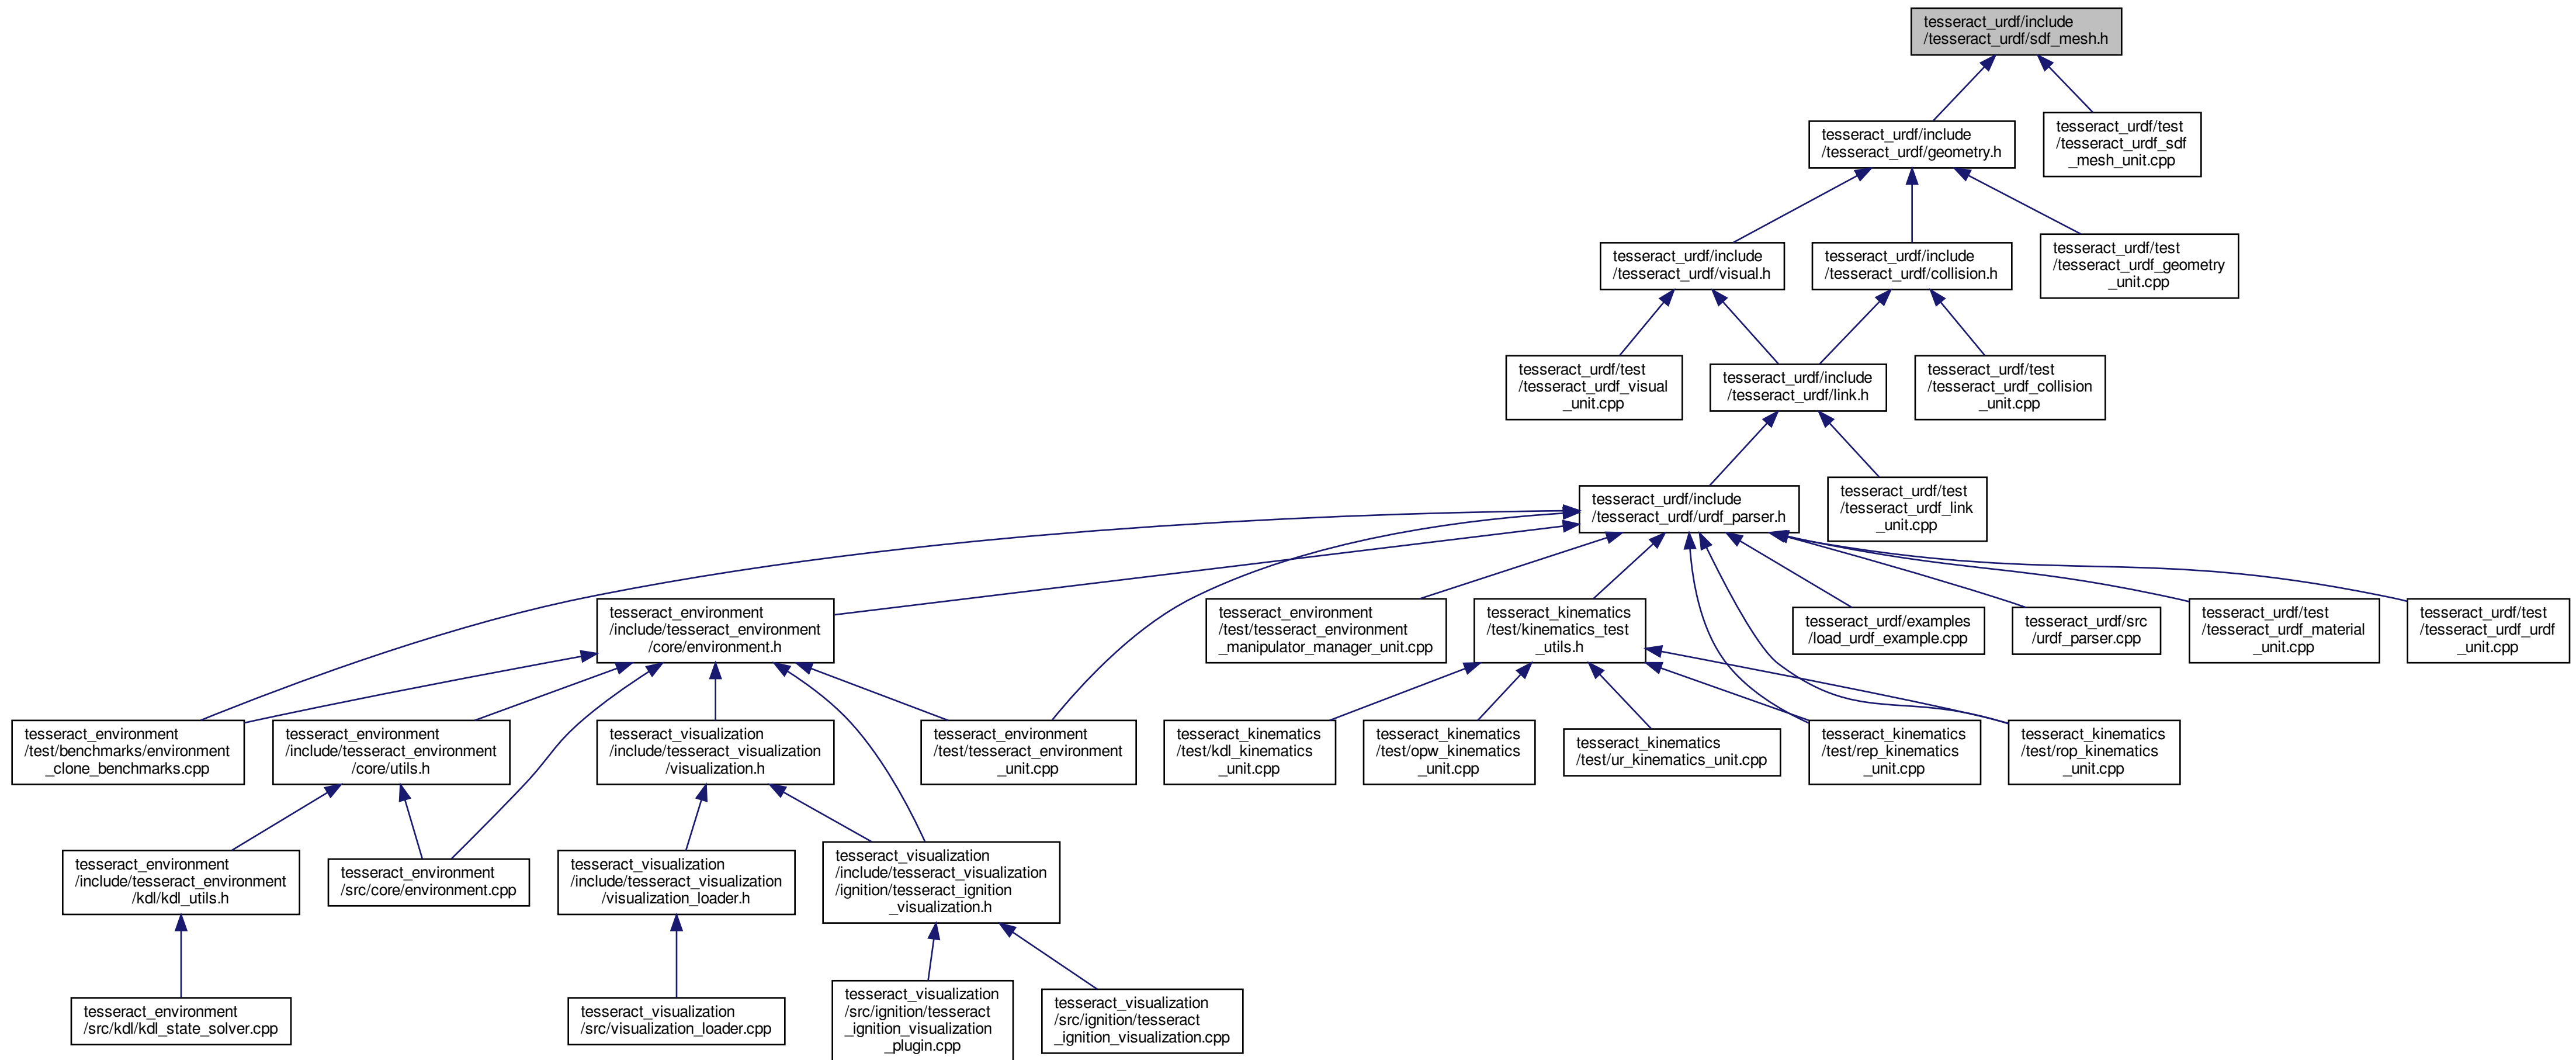 tesseract_urdf/include
/tesseract_urdf/sdf_mesh.h
tesseract_urdf/include
/tesseract_urdf/geometry.h
tesseract_urdf/test
/tesseract_urdf_sdf
_mesh_unit.cpp
tesseract_urdf/include
/tesseract_urdf/visual.h
tesseract_urdf/include
/tesseract_urdf/collision.h
tesseract_urdf/test
/tesseract_urdf_geometry
_unit.cpp
tesseract_urdf/test
/tesseract_urdf_visual
_unit.cpp
tesseract_urdf/include
/tesseract_urdf/link.h
tesseract_urdf/test
/tesseract_urdf_collision
_unit.cpp
tesseract_urdf/include
/tesseract_urdf/urdf_parser.h
tesseract_urdf/test
/tesseract_urdf_link
_unit.cpp
tesseract_environment
/include/tesseract_environment
/core/environment.h
tesseract_environment
/test/tesseract_environment
_manipulator_manager_unit.cpp
tesseract_kinematics
/test/kinematics_test
_utils.h
tesseract_urdf/examples
/load_urdf_example.cpp
tesseract_urdf/src
/urdf_parser.cpp
tesseract_urdf/test
/tesseract_urdf_material
_unit.cpp
tesseract_urdf/test
/tesseract_urdf_urdf
_unit.cpp
tesseract_environment
/test/benchmarks/environment
_clone_benchmarks.cpp
tesseract_environment
/include/tesseract_environment
/core/utils.h
tesseract_visualization
/include/tesseract_visualization
/visualization.h
tesseract_environment
/test/tesseract_environment
_unit.cpp
tesseract_kinematics
/test/kdl_kinematics
_unit.cpp
tesseract_kinematics
/test/opw_kinematics
_unit.cpp
tesseract_kinematics
/test/ur_kinematics_unit.cpp
tesseract_kinematics
/test/rep_kinematics
_unit.cpp
tesseract_kinematics
/test/rop_kinematics
_unit.cpp
tesseract_environment
/include/tesseract_environment
/kdl/kdl_utils.h
tesseract_environment
/src/core/environment.cpp
tesseract_visualization
/include/tesseract_visualization
/visualization_loader.h
tesseract_visualization
/include/tesseract_visualization
/ignition/tesseract_ignition
_visualization.h
tesseract_environment
/src/kdl/kdl_state_solver.cpp
tesseract_visualization
/src/visualization_loader.cpp
tesseract_visualization
/src/ignition/tesseract
_ignition_visualization
_plugin.cpp
tesseract_visualization
/src/ignition/tesseract
_ignition_visualization.cpp